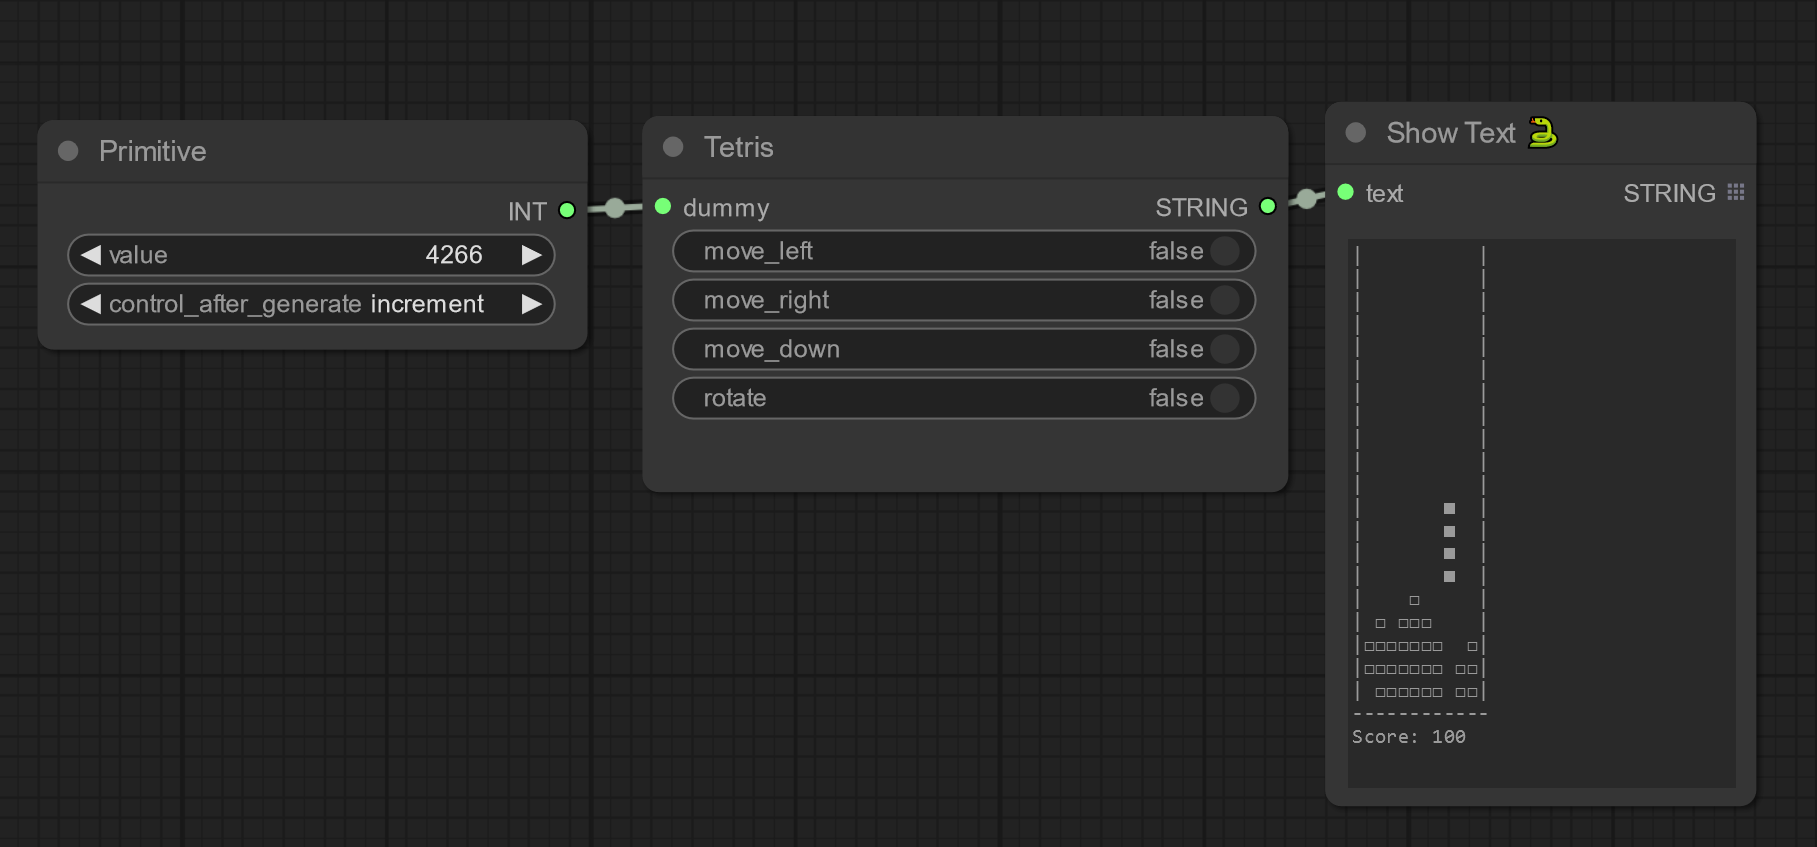 Primitive
INT
value 4266
control_after_generate increment
Tetris
dummy STRING
move_left false
move_right false
move_down false
rotate false
Show Text 🐍
text STRING
|          |
|          |
|          |
|          |
|          |
|          |
|          |
|          |
|          |
|          |
|          |
|       ■  |
|       ■  |
|       ■  |
|       ■  |
|    □     |
| □ □□□    |
|□□□□□□□  □|
|□□□□□□□ □□|
| □□□□□□ □□|
------------
Score: 100